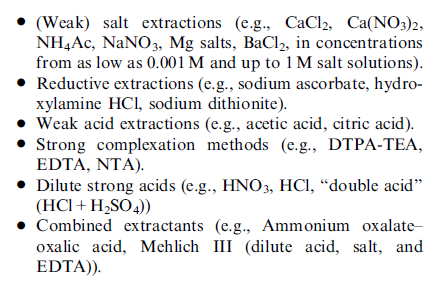 • (Weak) salt extractions (e.g., CaCl₂, Ca(NO₃)₂,
NH₄Ac, NaNO₃, Mg salts, BaCl₂, in concentrations
from as low as 0.001 M and up to 1 M salt solutions).
• Reductive extractions (e.g., sodium ascorbate, hydro-
xylamine HCl, sodium dithionite).
• Weak acid extractions (e.g., acetic acid, citric acid).
• Strong complexation methods (e.g., DTPA-TEA,
EDTA, NTA).
• Dilute strong acids (e.g., HNO₃, HCl, “double acid”
(HCl + H₂SO₄))
• Combined extractants (e.g., Ammonium oxalate–
oxalic acid, Mehlich III (dilute acid, salt, and
EDTA)).